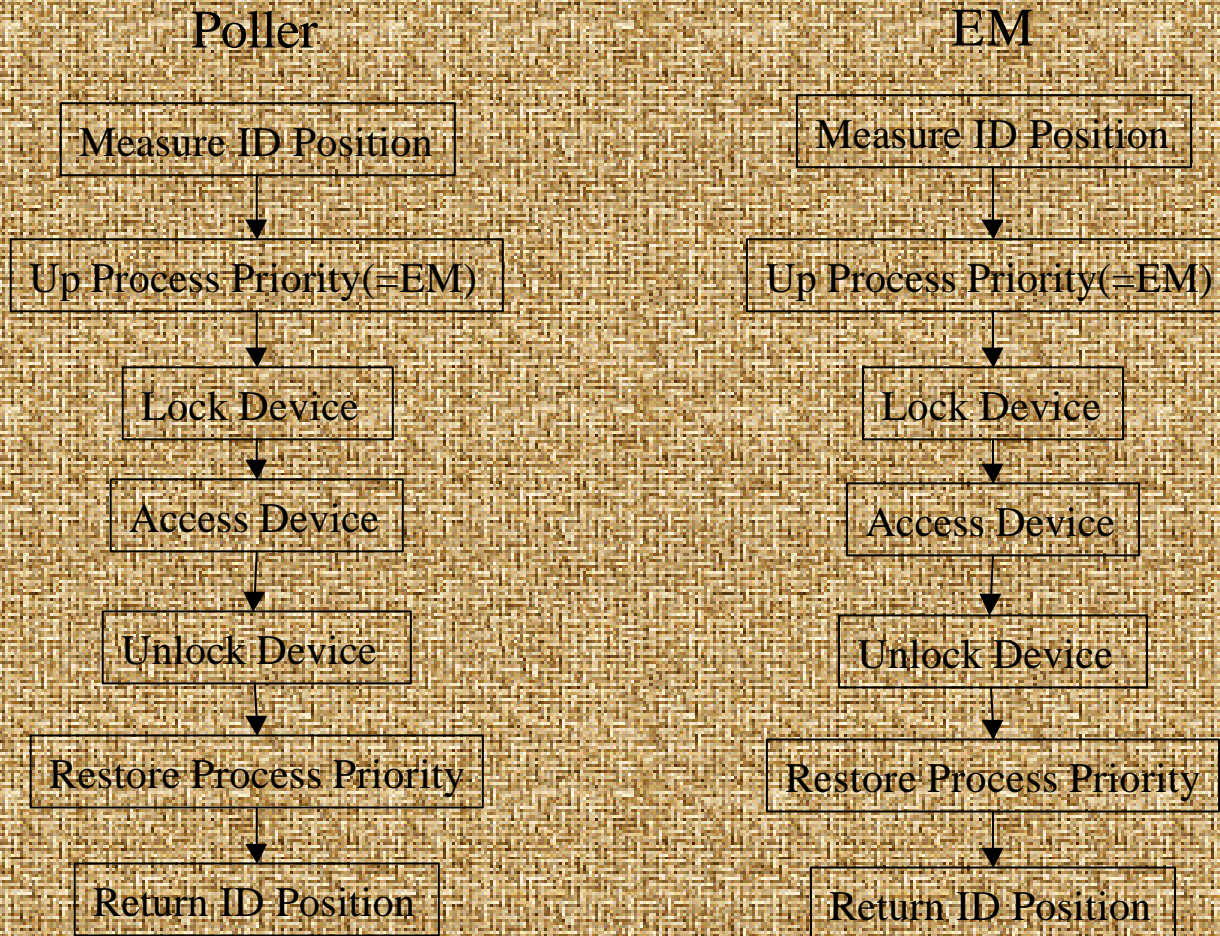 Poller
Measure ID Position
Up Process Priority(=EM)
Lock Device
Access Device
Unlock Device
Restore Process Priority
Return ID Position
EM
Measure ID Position
Up Process Priority(=EM)
Lock Device
Access Device
Unlock Device
Restore Process Priority
Return ID Position